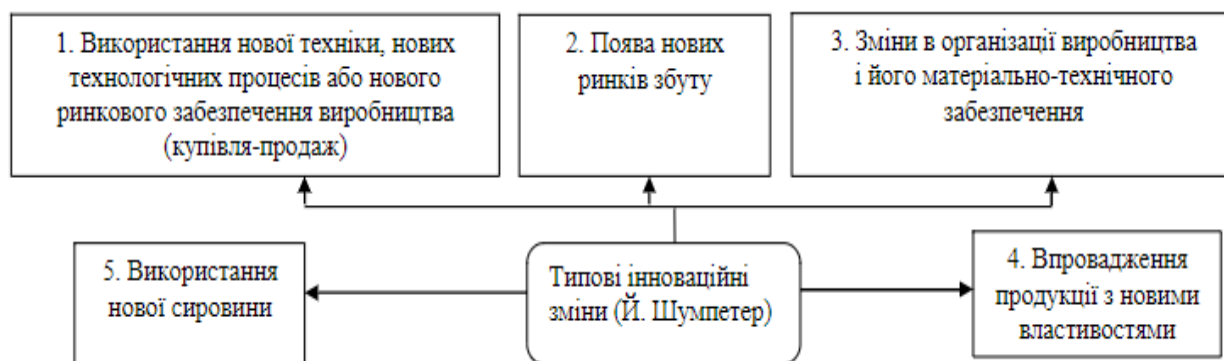 1. Використання нової техніки, нових
технологічних процесів або нового
ринкового забезпечення виробництва
(купівля-продаж)
2. Поява нових
ринків збуту
3. Зміни в організації виробництва
і його матеріально-технічного
забезпечення
5. Використання
нової сировини
Типові інноваційні
зміни (Й. Шумпетер)
4. Впровадження
продукції з новими
властивостями